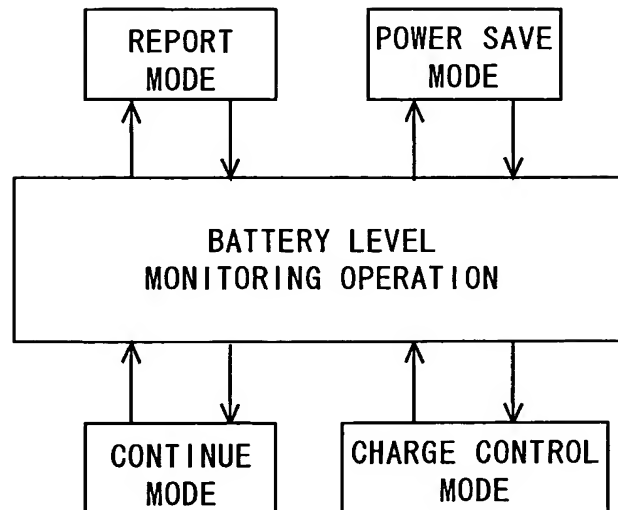 REPORT
MODE
POWER SAVE
MODE
BATTERY LEVEL
MONITORING OPERATION
CONTINUE
MODE
CHARGE CONTROL
MODE